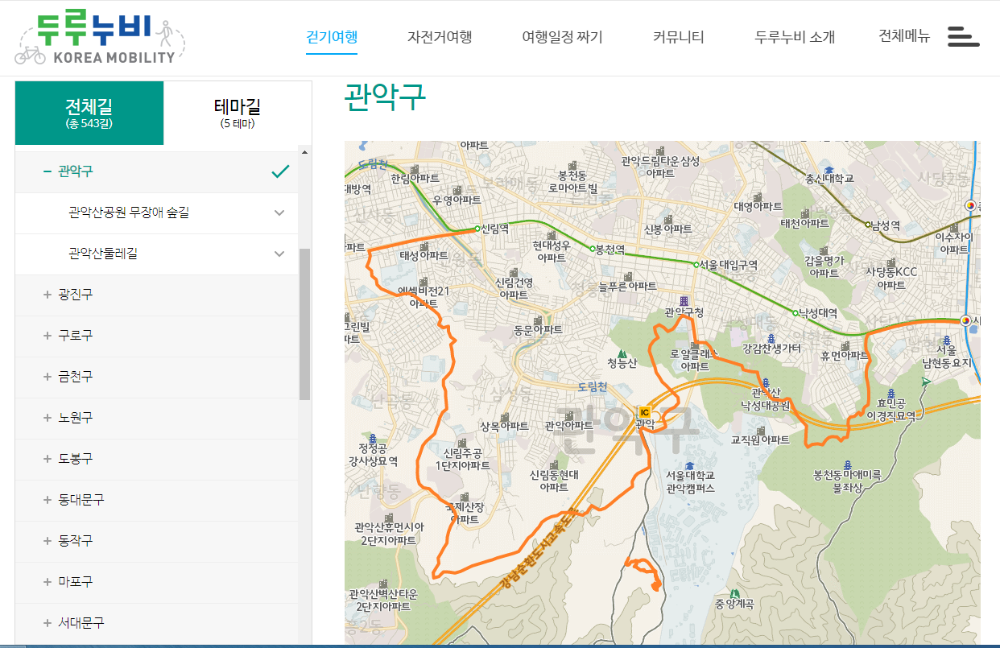 두루누비
KOREA MOBILITY
걷기여행
자전거여행
여행일정 짜기
커뮤니티
두루누비 소개
전체메뉴
전체길
(총 543길)
테마길
(5 테마)
관악구
관악산공원 무장애 숲길
관악산둘레길
광진구
구로구
금천구
노원구
도봉구
동대문구
동작구
마포구
서대문구
관악구
아파트
도림천
한림아파트
대방역
우영아파트
보라매동
봉천동
로마아트빌
관악드림타운삼성
아파트
총신대학교
사당2동
대영아파트
태천아파트
남성역
이수자이
아파트
신림역
신봉아파트
현대성우
아파트
봉천역
서울대입구역
갑을명가
아파트
사당동KCC
아파트
파트
태성아파트
신원동
신림건영
아파트
늘푸른아파트
에쎌비전21
아파트
관악구청
낙성대역
동문아파트
그린빌
로얄클래스
아파트
강감찬생가터
휴먼아파트
서울
남현동요지
청능산
도림천
삼성동
난곡동
관악산
낙성대공원
효민공
이경직묘역
IC
관악
관악구
상목아파트
관악아파트
교직원아파트
정정공
강사상묘역
신림주공
1단지아파트
신림동현대
아파트
서울대학교
관악캠퍼스
봉천동마애미륵
불좌상
난향동
국제산장
아파트
관악산휴먼시아
2단지아파트
강남순환도시고속도로
관악산벽산타운
2단지아파트
중앙계곡